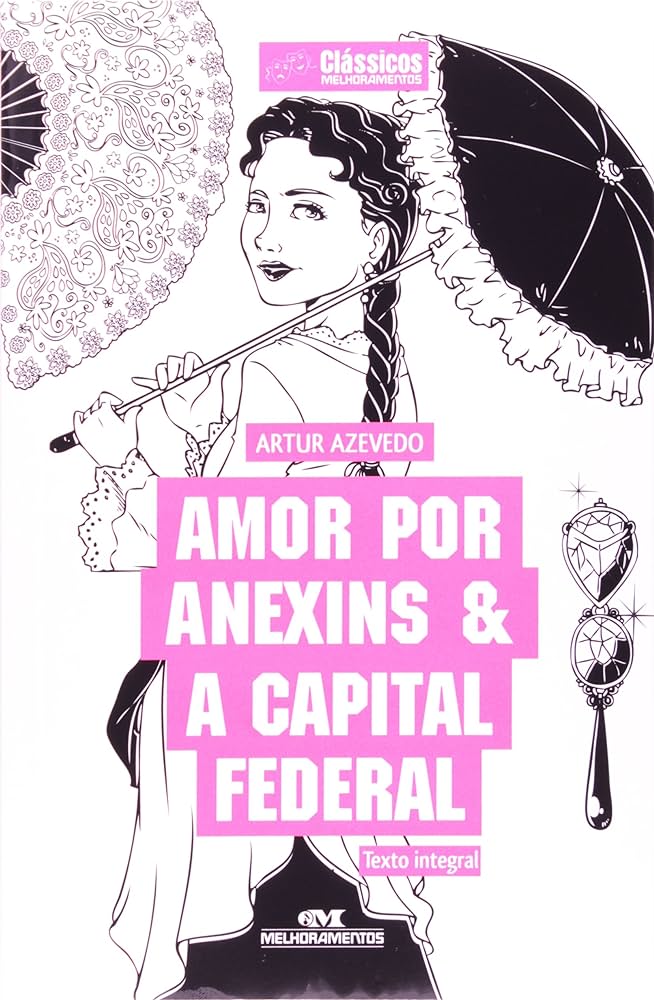 Clássicos
MELHORAMENTOS
ARTUR AZEVEDO
AMOR POR
ANEXINS &
A CAPITAL
FEDERAL
Texto integral
MELHORAMENTOS